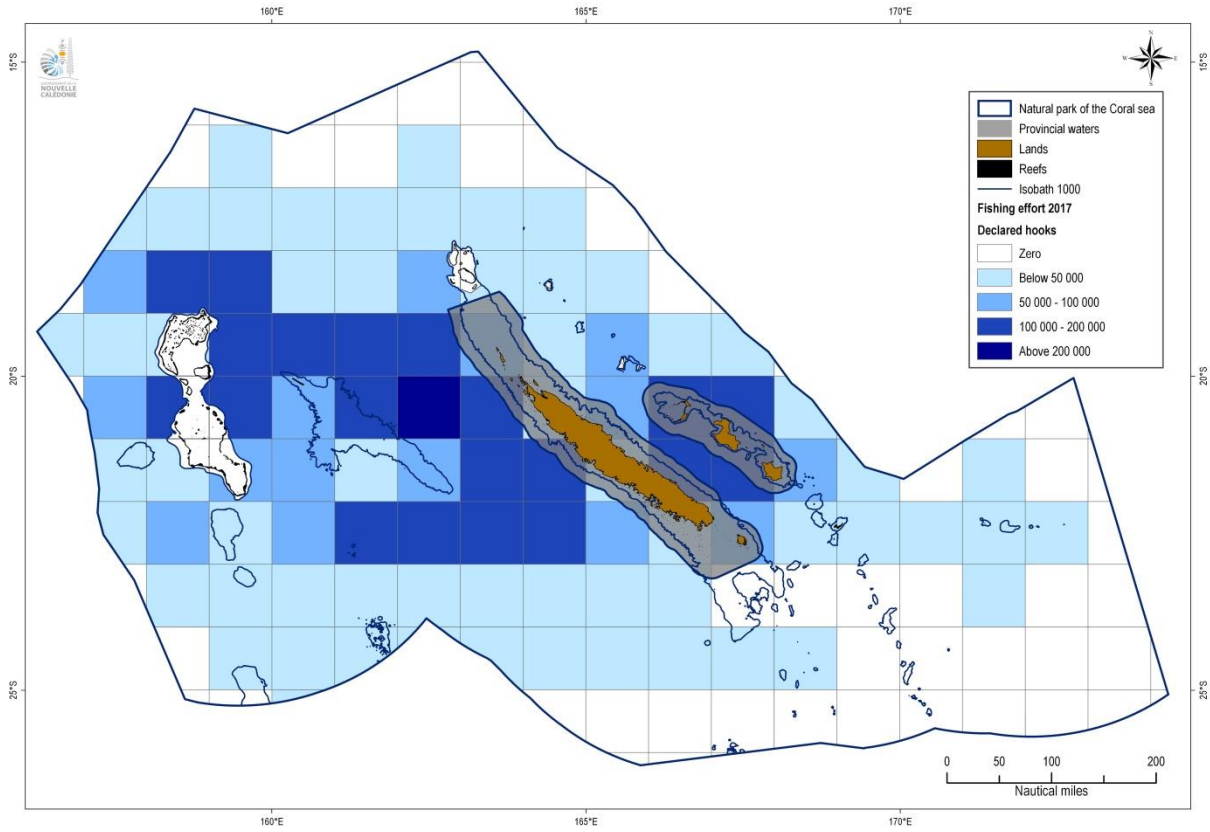 160°E
165°E
170°E
15°S
15°S
N
W
E
S
NOUVELLE
CALÉDONIE
Natural park of the Coral sea
Provincial waters
Lands
Reefs
Isobath 1000
Fishing effort 2017
Declared hooks
Zero
Below 50 000
50 000 - 100 000
100 000 - 200 000
Above 200 000
20°S
20°S
25°S
25°S
0
50
100
200
Nautical miles
160°E
165°E
170°E